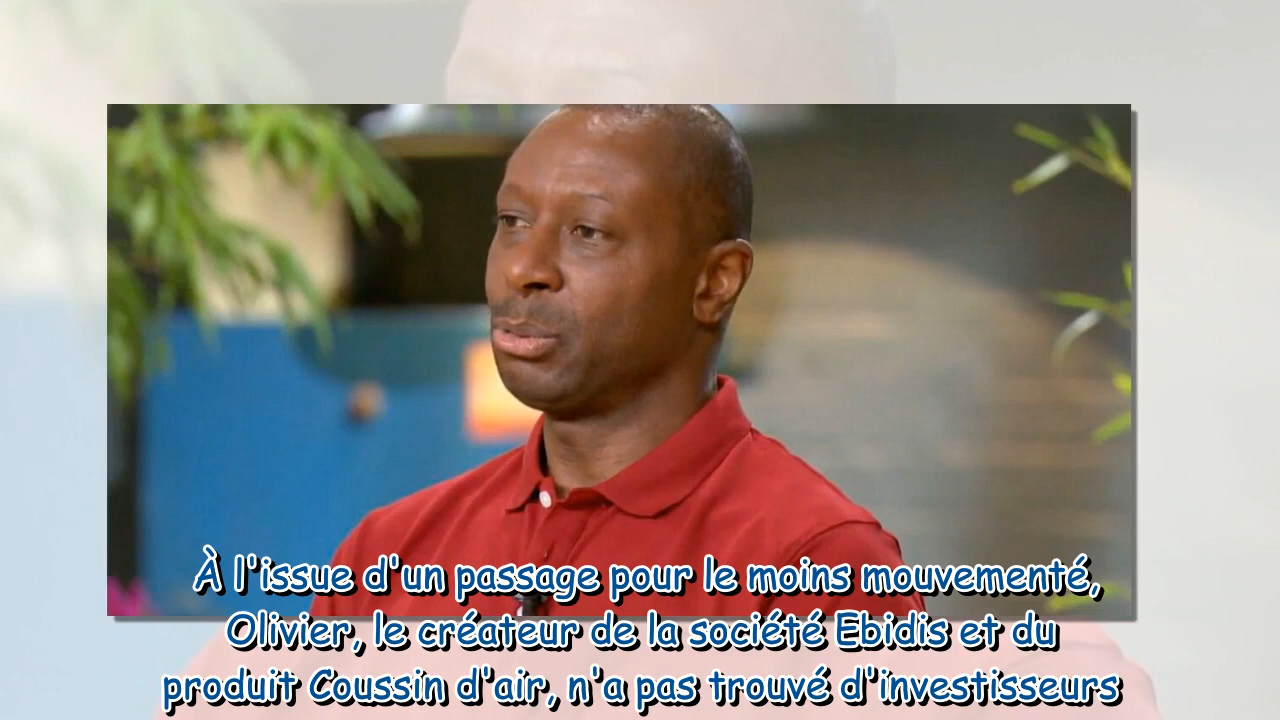 À l'issue d'un passage pour le moins mouvementé,
Olivier, le créateur de la société Ebidis et du
produit Coussin d'air, n'a pas trouvé d'investisseurs